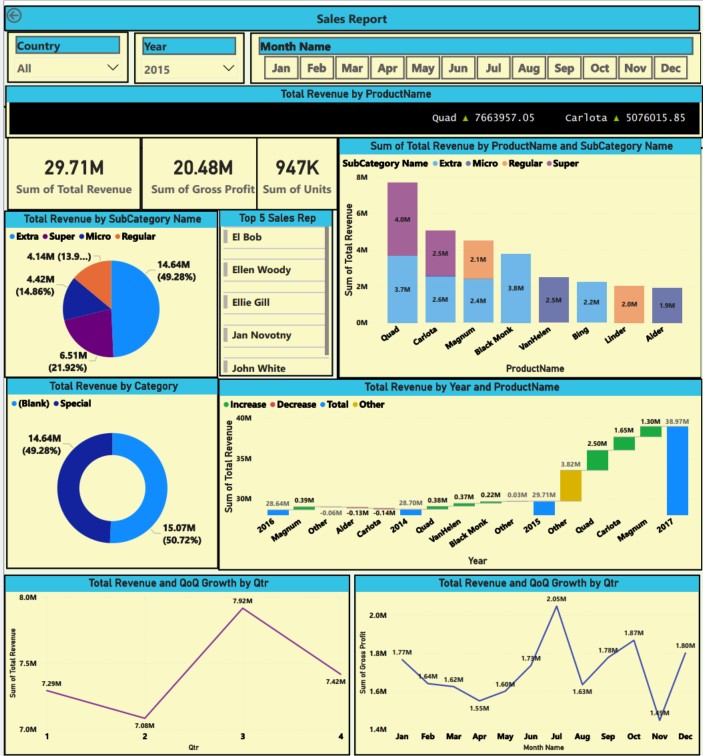 Sales Report
Country
All
Year
2015
Month Name
Jan Feb Mar Apr May Jun Jul Aug Sep Oct Nov Dec
Total Revenue by ProductName
Quad ▲ 7663957.05 Carlota ▲ 5076015.85
29.71M
Sum of Total Revenue
20.48M
Sum of Gross Profit
947K
Sum of Units
Sum of Total Revenue by ProductName and SubCategory Name
SubCategory Name Extra Micro Regular Super
Sum of Total Revenue
8M
6M
4M
2M
0M
4.0M
3.7M
2.5M
2.6M
2.1M
2.4M
3.8M
2.5M
2.2M
2.0M
1.9M
Quad Carlota Magnum Black Monk VanHelen Bing Linder Alder
ProductName
Total Revenue by SubCategory Name
Extra Super Micro Regular
4.14M (13.9...)
14.64M
(49.28%)
4.42M
(14.86%)
6.51M
(21.92%)
Top 5 Sales Rep
El Bob
Ellen Woody
Ellie Gill
Jan Novotny
John White
Total Revenue by Category
(Blank) Special
14.64M
(49.28%)
15.07M
(50.72%)
Total Revenue by Year and ProductName
Increase Decrease Total Other
Sum of Total Revenue
40M
35M
30M
28.64M 0.39M -0.06M -0.13M -0.14M 28.70M 0.38M 0.37M 0.22M 0.03M 29.71M 3.82M 2.50M 1.65M 1.30M 38.97M
2016 Magnum Other Alder Carlota 2014 Quad VanHelen Black Monk Other 2015 Other Quad Carlota Magnum 2017
Year
Total Revenue and QoQ Growth by Qtr
Sum of Total Revenue
8.0M
7.5M
7.0M
7.29M
7.08M
7.92M
7.42M
1 2 3 4
Qtr
Total Revenue and QoQ Growth by Qtr
Sum of Gross Profit
2.0M
1.8M
1.6M
1.4M
1.77M 1.64M 1.62M 1.55M 1.60M 1.73M 2.05M 1.63M 1.78M 1.87M 1.45M 1.80M
Jan Feb Mar Apr May Jun Jul Aug Sep Oct Nov Dec
Month Name